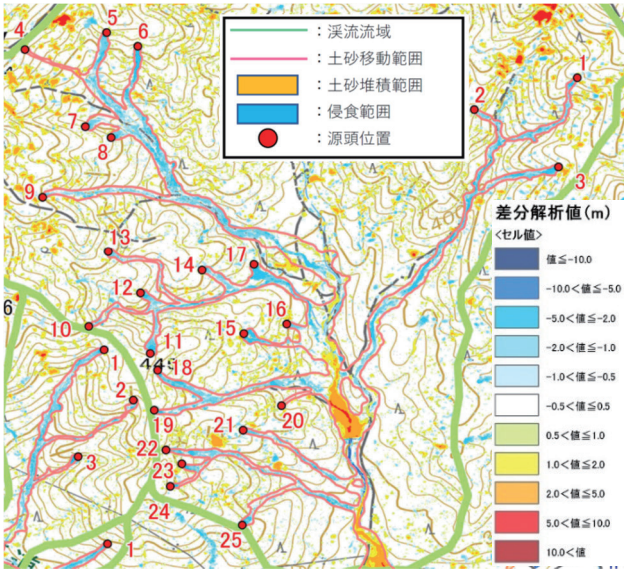 ：渓流流域
：土砂移動範囲
：土砂堆積範囲
：侵食範囲
：源頭位置
4
5
6
1
2
7
8
3
9
400
13
14
17
12
10
11
15
16
6
1
445
18
2
19
20
21
22
3
23
24
25
1
差分解析値(m)
<セル値>
値≦-10.0
-10.0<値≦-5.0
-5.0<値≦-2.0
-2.0<値≦-1.0
-1.0<値≦-0.5
-0.5<値≦0.5
0.5<値≦1.0
1.0<値≦2.0
2.0<値≦5.0
5.0<値≦10.0
10.0<値